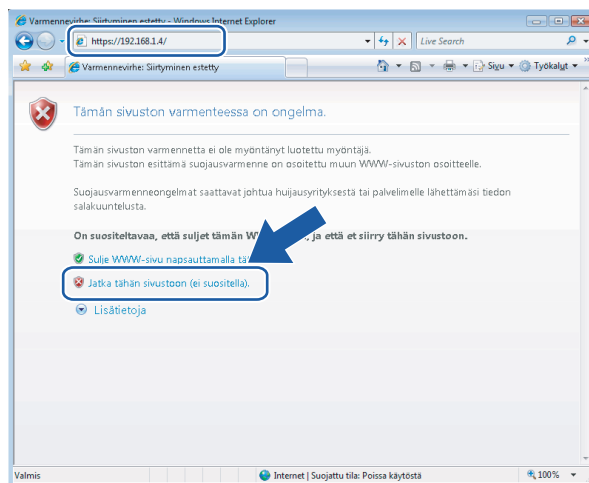 Varmennevirhe: Siirtyminen estetty - Windows Internet Explorer
https://192.168.1.4/
Live Search
Varmennevirhe: Siirtyminen estetty
Sivu
Työkalut
Tämän sivuston varmenteessa on ongelma.
Tämän sivuston varmennetta ei ole myöntänyt luotettu myöntäjä.
Tämän sivuston esittämä suojausvarmenne on osoitettu muun WWW-sivuston osoitteelle.
Suojausvarmenneongelmat saattavat johtua huijausyrityksestä tai palvelimelle lähettämäsi tiedon
salakuuntelusta.
On suositeltavaa, että suljet tämän WW ja että et siirry tähän sivustoon.
Sulje WWW-sivu napsauttamalla tä
Jatka tähän sivustoon (ei suositella).
Lisätietoja
Valmis
Internet | Suojattu tila: Poissa käytöstä
100%